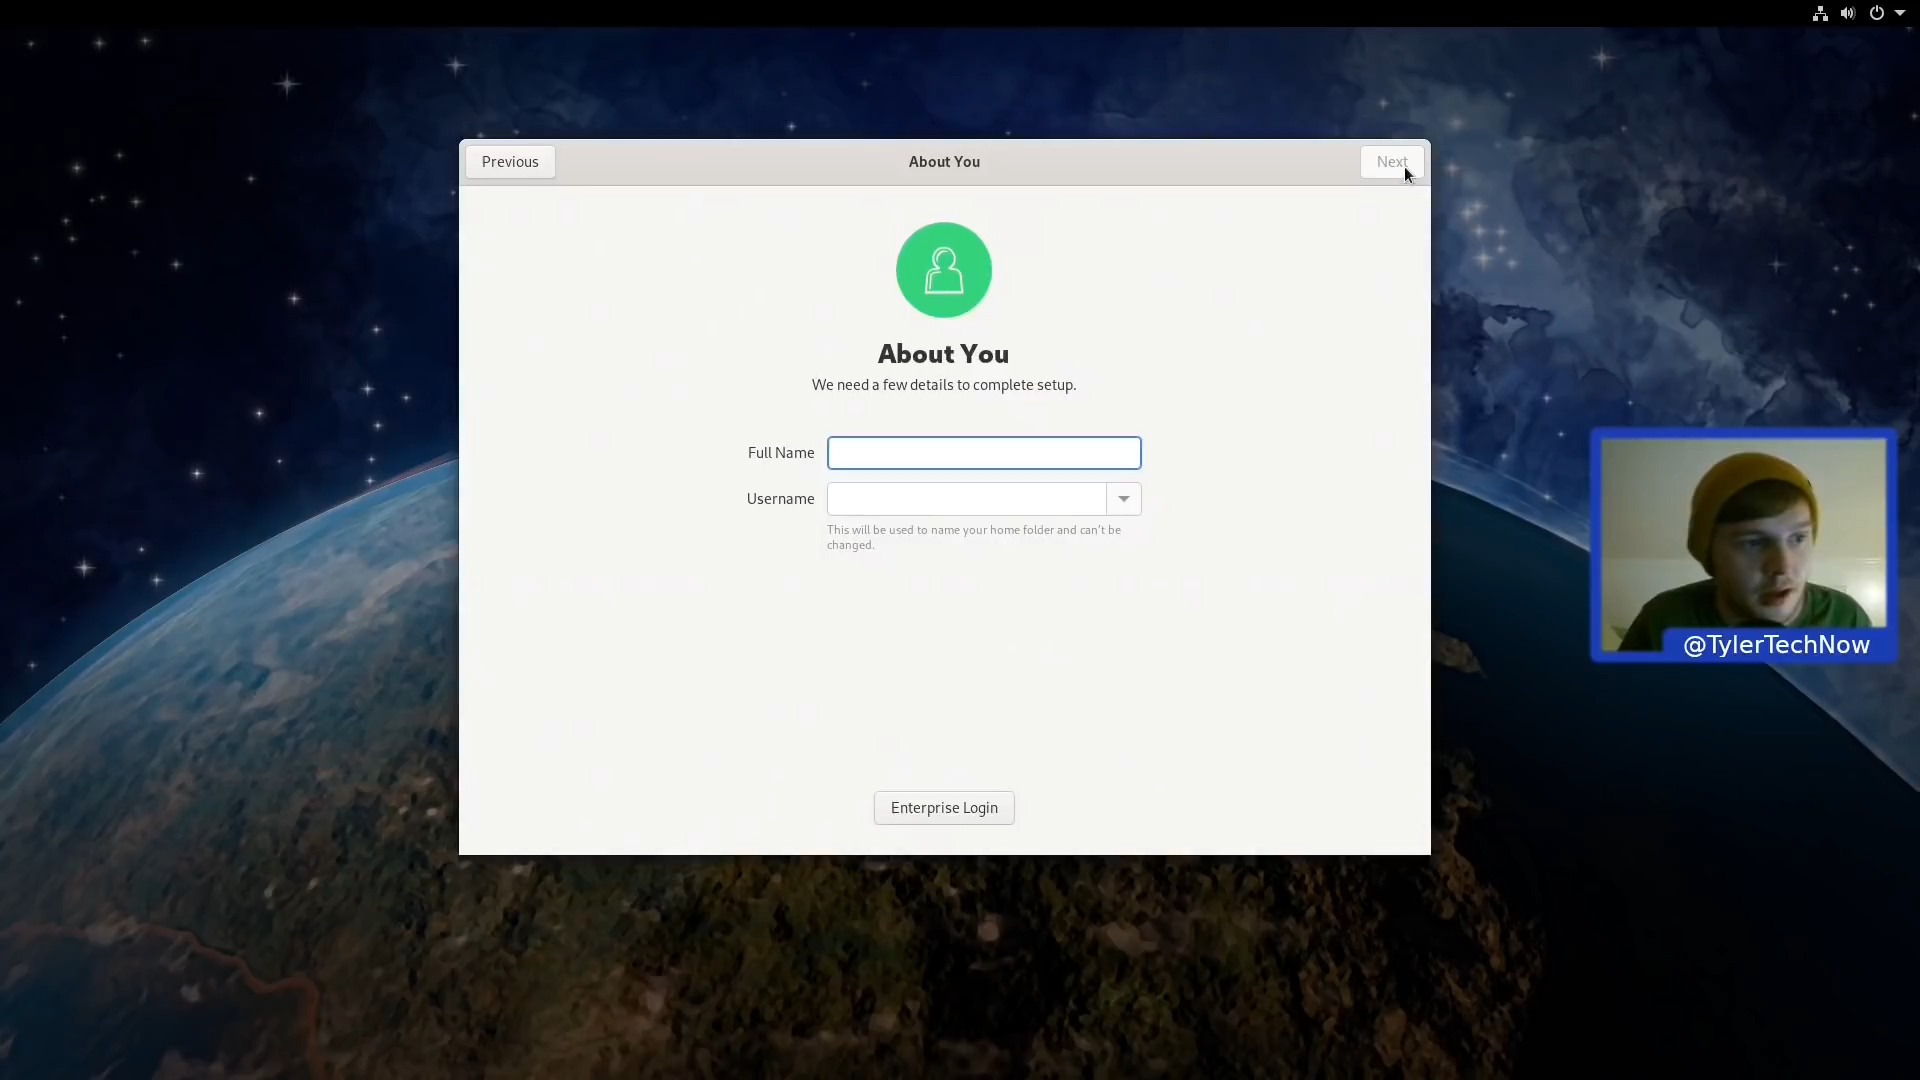 Previous
About You
Next
About You
We need a few details to complete setup.
Full Name
Username
This will be used to name your home folder and can't be
changed.
Enterprise Login
@TylerTechNow